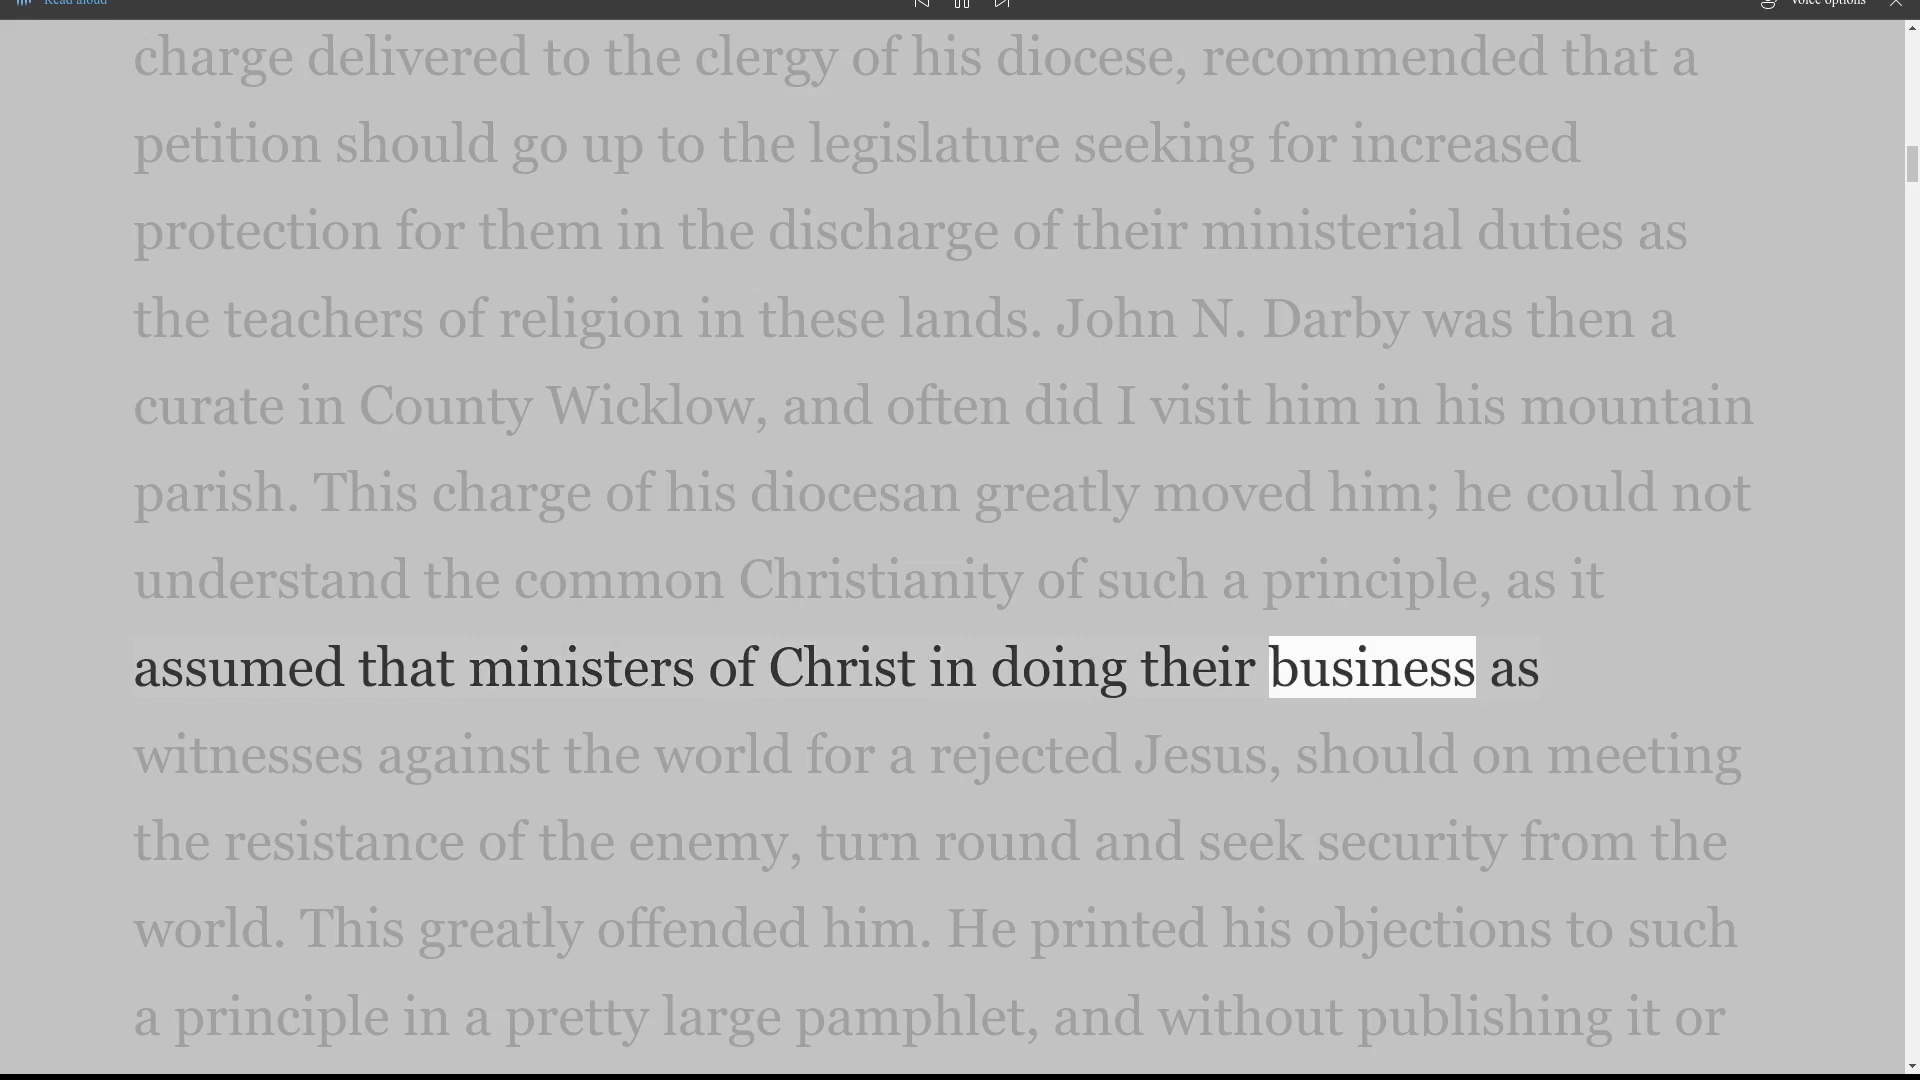 Read aloud
Voice options
charge delivered to the clergy of his diocese, recommended that a
petition should go up to the legislature seeking for increased
protection for them in the discharge of their ministerial duties as
the teachers of religion in these lands. John N. Darby was then a
curate in County Wicklow, and often did I visit him in his mountain
parish. This charge of his diocesan greatly moved him; he could not
understand the common Christianity of such a principle, as it
assumed that ministers of Christ in doing their business as
witnesses against the world for a rejected Jesus, should on meeting
the resistance of the enemy, turn round and seek security from the
world. This greatly offended him. He printed his objections to such
a principle in a pretty large pamphlet, and without publishing it or